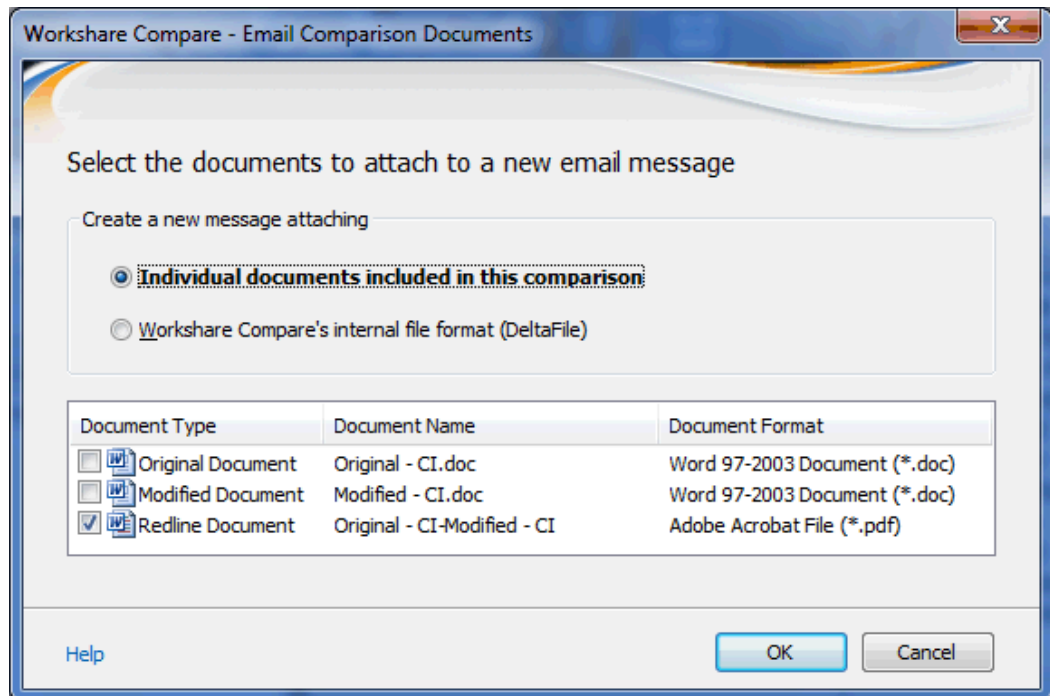 Workshare Compare - Email Comparison Documents
Select the documents to attach to a new email message
Create a new message attaching
Individual documents included in this comparison
Workshare Compare's internal file format (DeltaFile)
Document Type Document Name Document Format
Original Document Original - CI.doc Word 97-2003 Document (*.doc)
Modified Document Modified - CI.doc Word 97-2003 Document (*.doc)
Redline Document Original - CI-Modified - CI Adobe Acrobat File (*.pdf)
Help OK Cancel